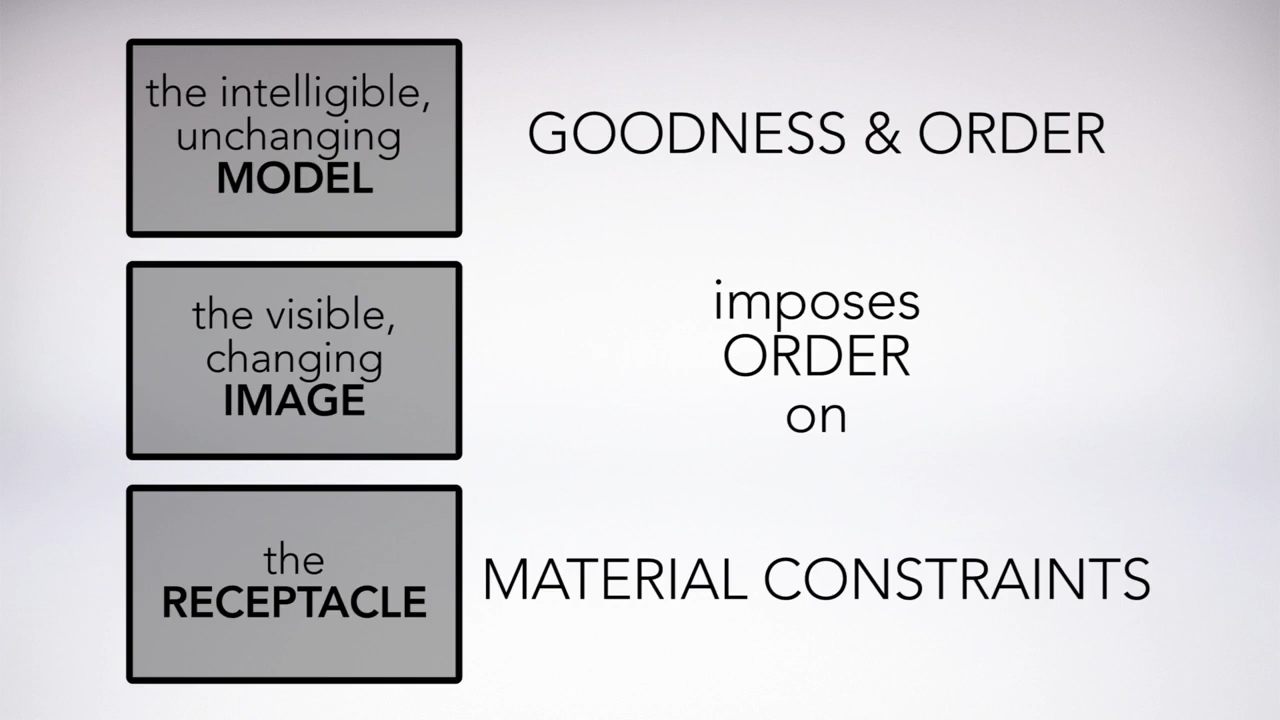 the intelligible,
unchanging
MODEL
GOODNESS & ORDER
the visible,
changing
IMAGE
imposes
ORDER
on
the
RECEPTACLE
MATERIAL CONSTRAINTS